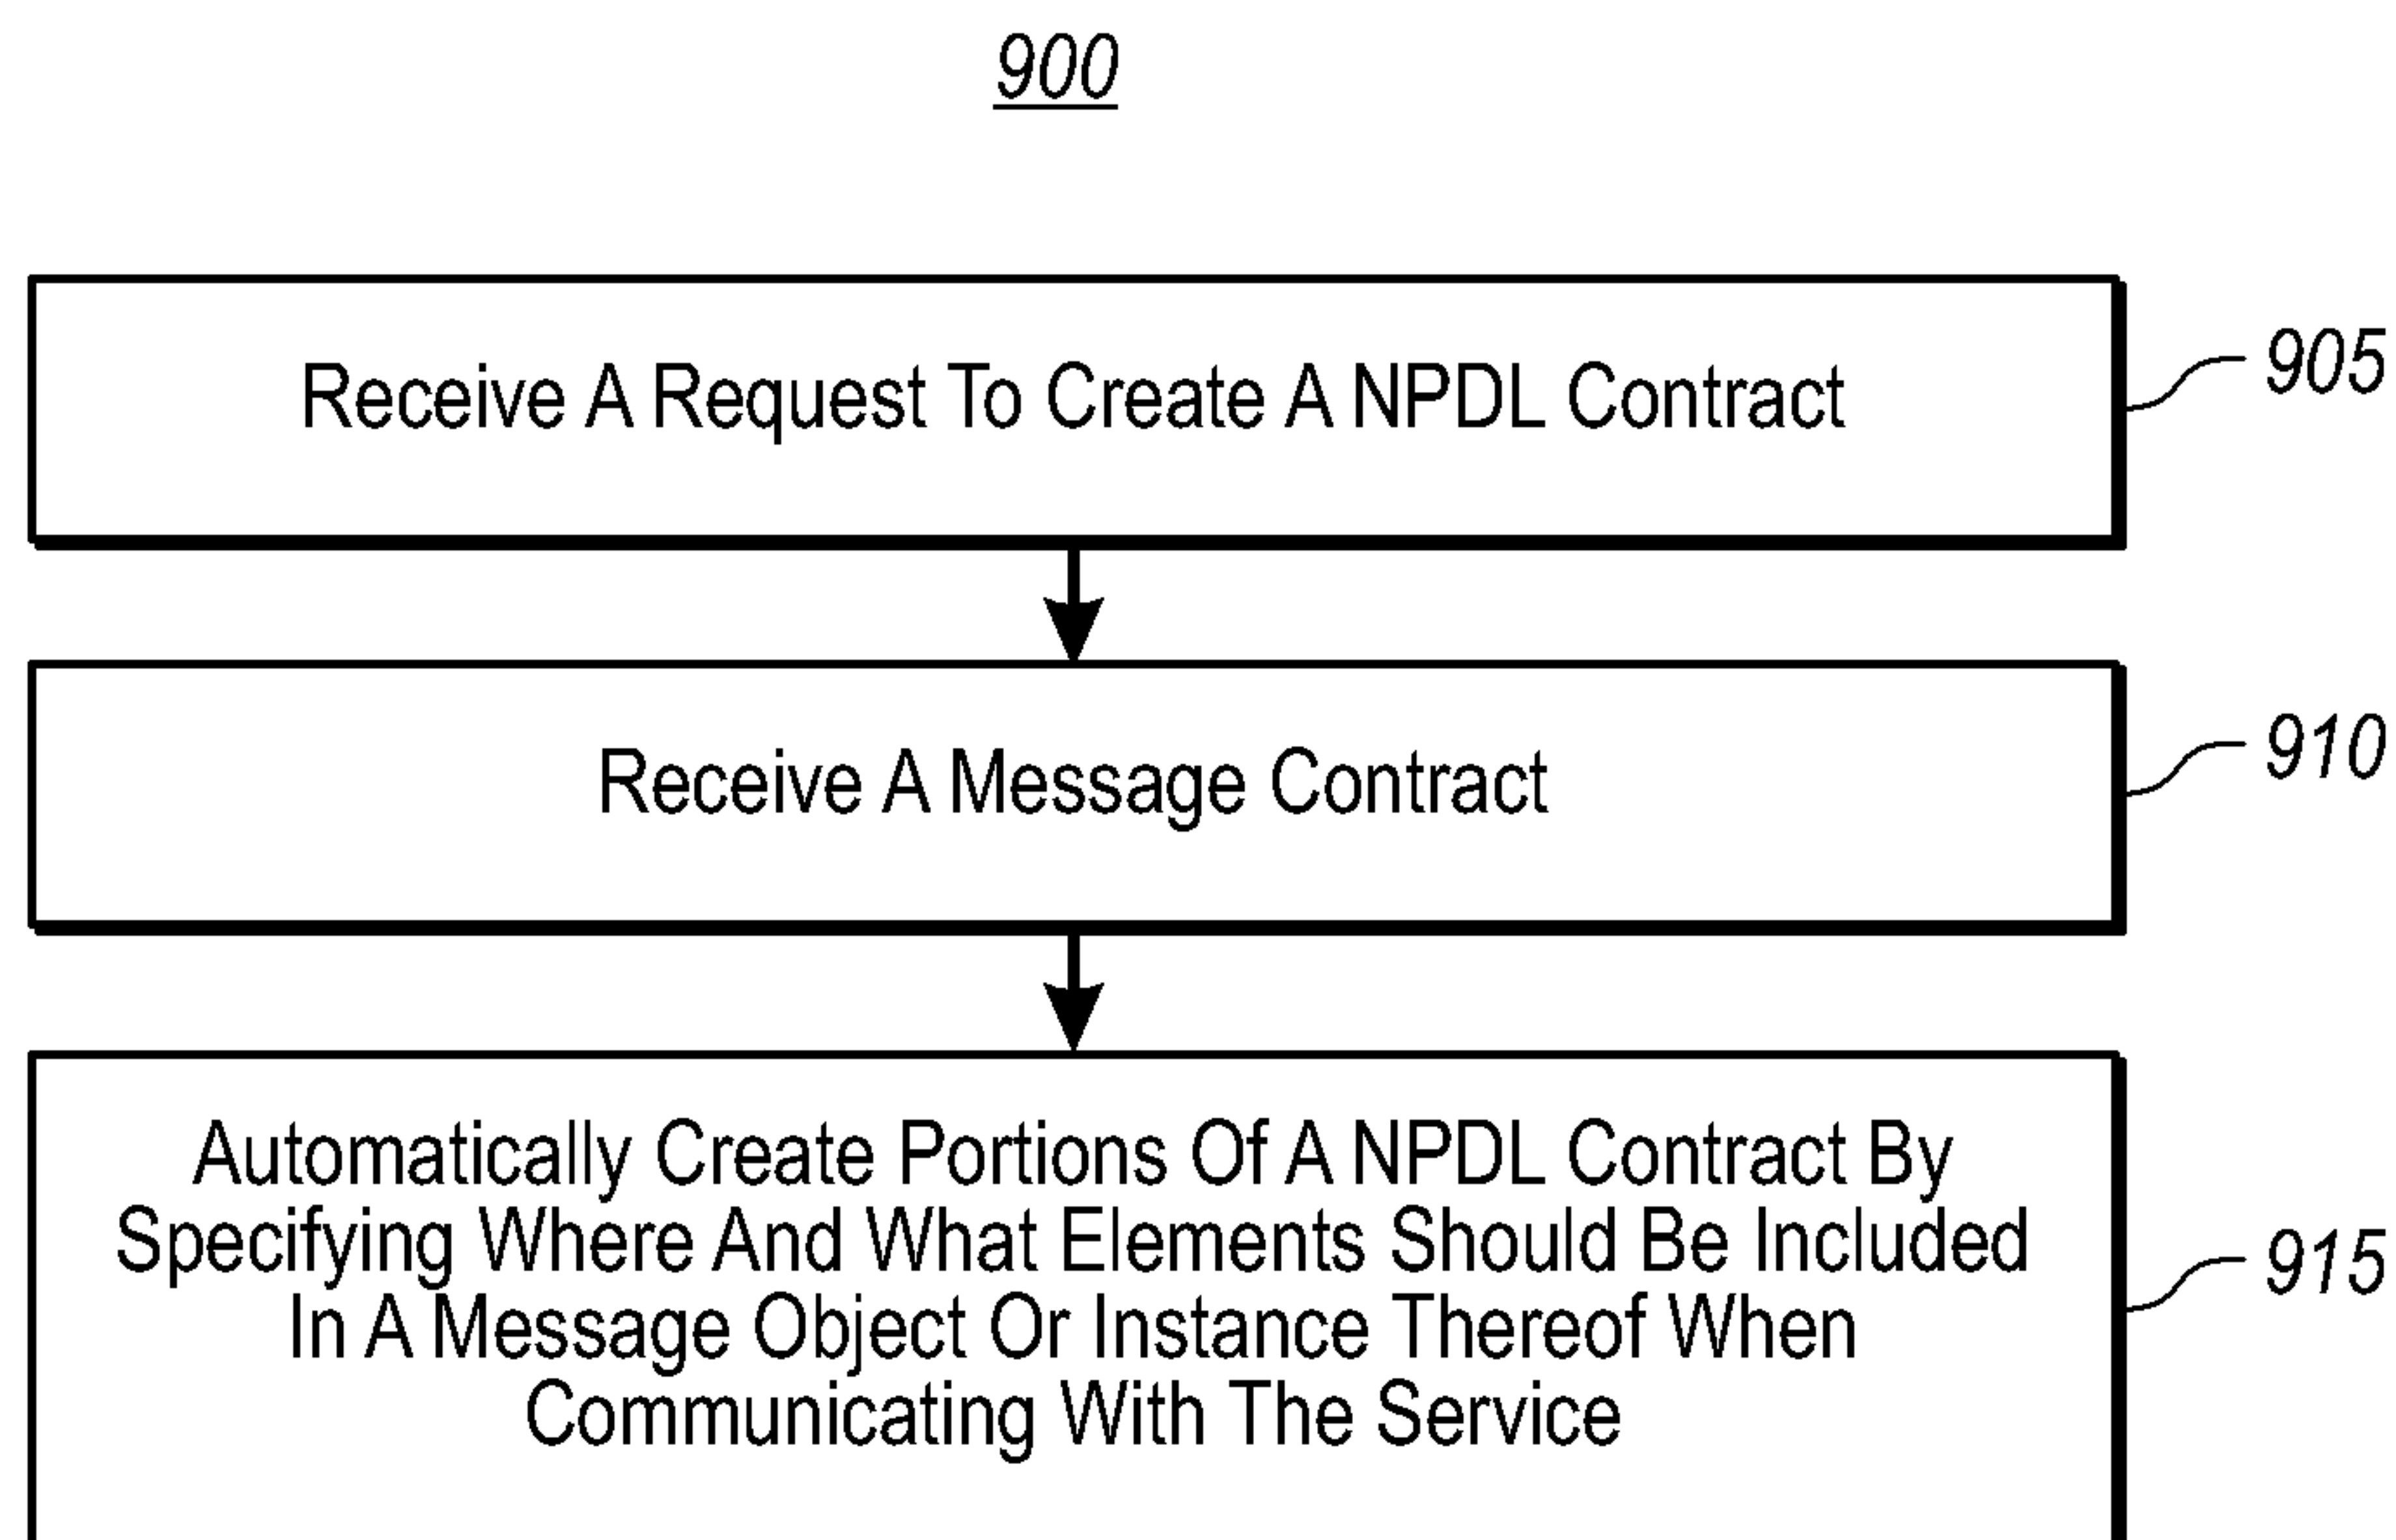 900
Receive A Request To Create A NPDL Contract
905
Receive A Message Contract
910
Automatically Create Portions Of A NPDL Contract By
Specifying Where And What Elements Should Be Included
In A Message Object Or Instance Thereof When
Communicating With The Service
915